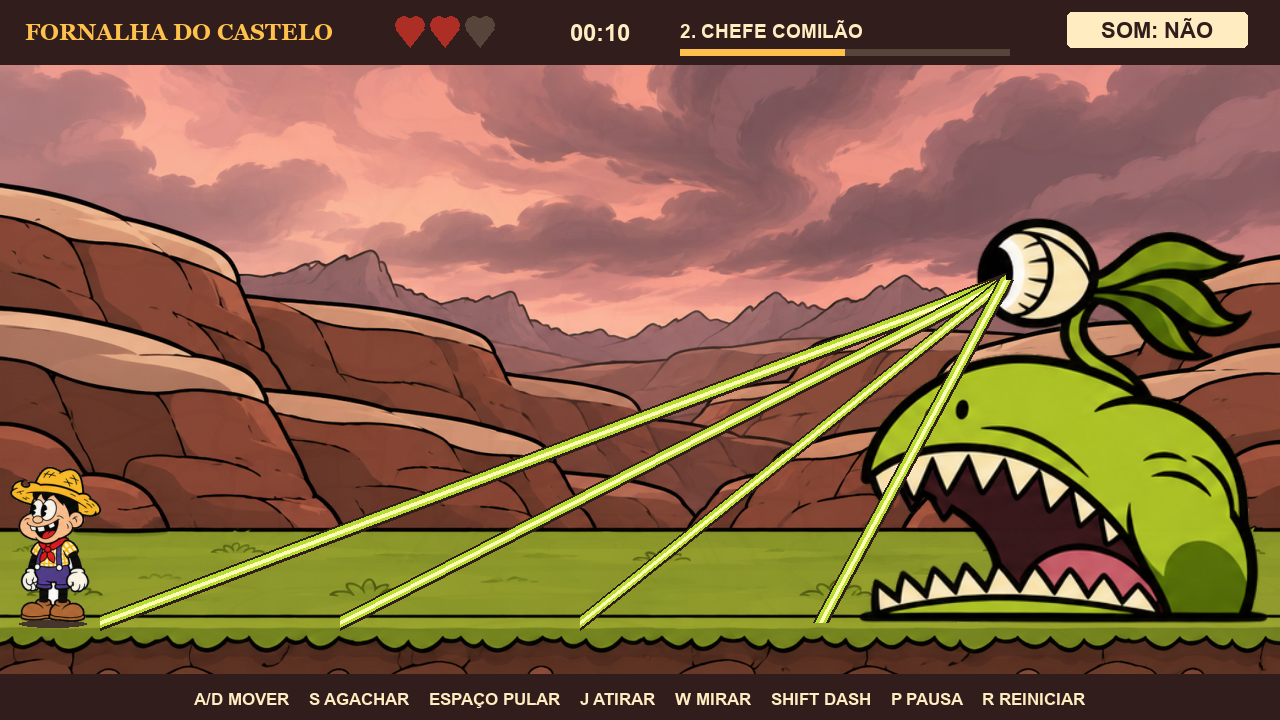 FORNALHA DO CASTELO
00:10
2. CHEFE COMILÃO
SOM: NÃO
A/D MOVER S AGACHAR ESPAÇO PULAR J ATIRAR W MIRAR SHIFT DASH P PAUSA R REINICIAR